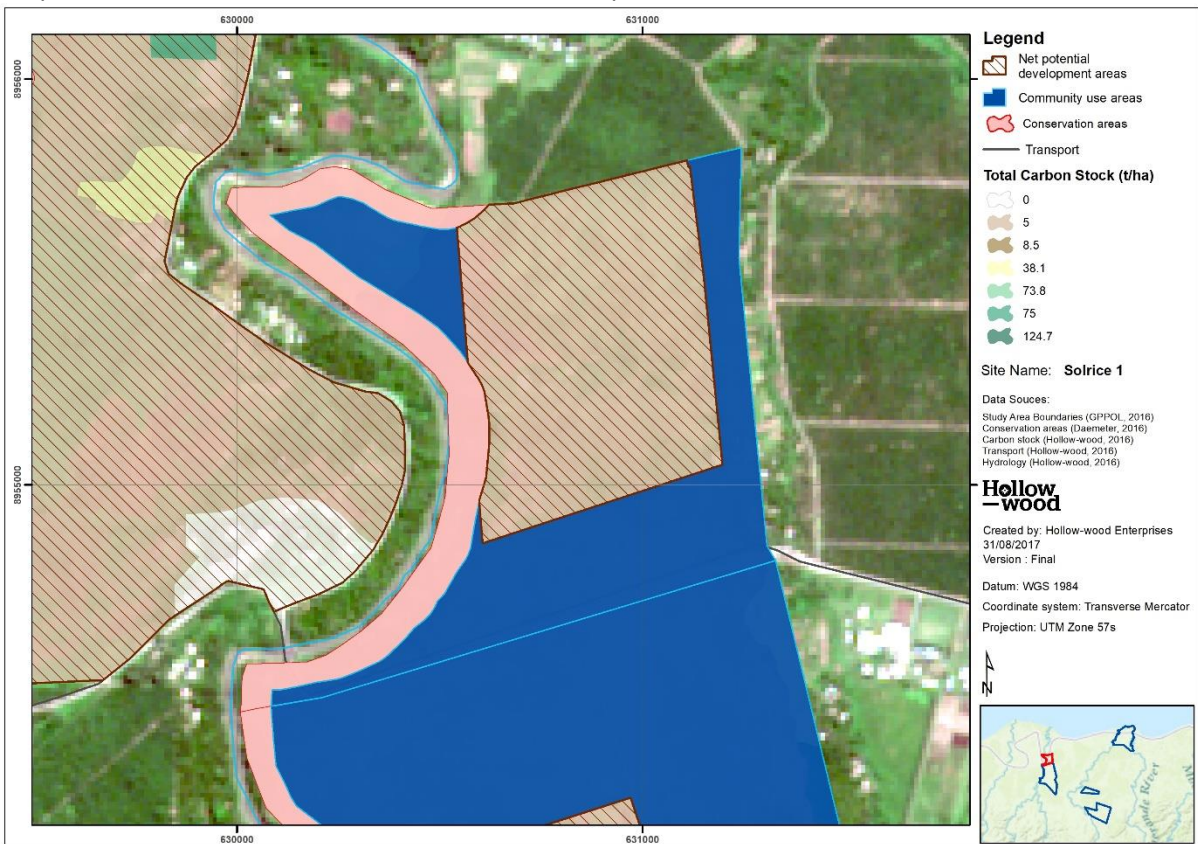 630000
631000
8956000
8955000
630000
631000
Legend
Net potential
development areas
Community use areas
Conservation areas
Transport
Total Carbon Stock (t/ha)
0
5
8.5
38.1
73.8
75
124.7
Site Name: Solrice 1
Data Souces:
Study Area Boundaries (GPPOL, 2016)
Conservation areas (Daemeter, 2016)
Carbon stock (Hollow-wood, 2016)
Transport (Hollow-wood, 2016)
Hydrology (Hollow-wood, 2016)
Hollow
–wood
Created by: Hollow-wood Enterprises
31/08/2017
Version : Final
Datum: WGS 1984
Coordinate system: Transverse Mercator
Projection: UTM Zone 57s
N
River